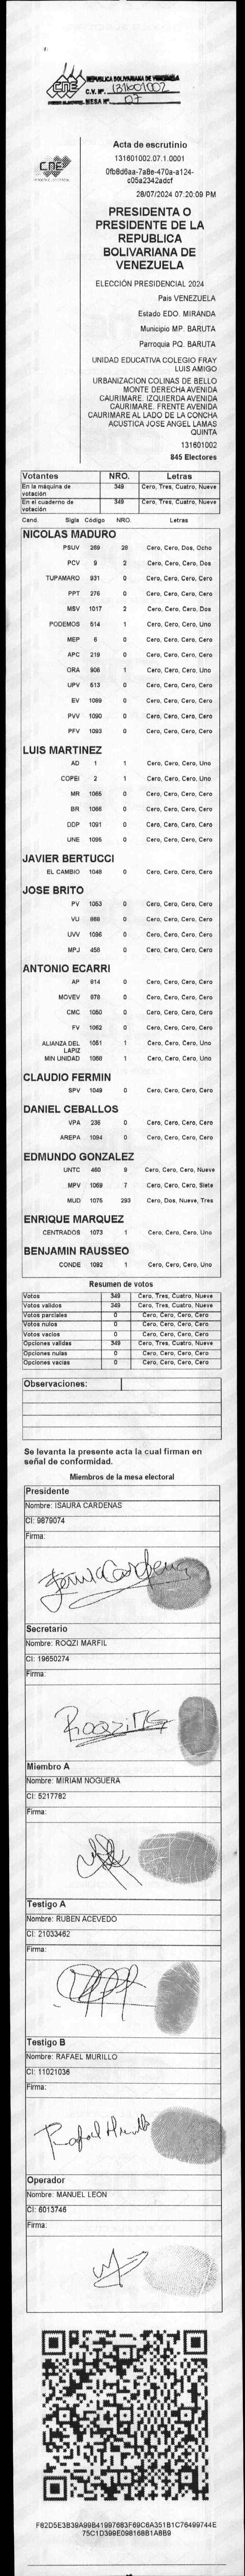 CNE
REPUBLICA BOLIVARIANA DE VENEZUELA
C.V. Nº. 131601002
MESA Nº 07
CNE
Acta de escrutinio
131601002.07.1.0001
0fb8d6aa-7a8e-470a-a124-
c05a2342adcf
28/07/2024 07:20:09 PM
PRESIDENTA O
PRESIDENTE DE LA
REPUBLICA
BOLIVARIANA DE
VENEZUELA
ELECCIÓN PRESIDENCIAL 2024
Pais VENEZUELA
Estado EDO. MIRANDA
Municipio MP. BARUTA
Parroquia PQ. BARUTA
UNIDAD EDUCATIVA COLEGIO FRAY
LUIS AMIGO
URBANIZACION COLINAS DE BELLO
MONTE DERECHA AVENIDA
CAURIMARE. IZQUIERDA AVENIDA
CAURIMARE. FRENTE AVENIDA
CAURIMARE AL LADO DE LA CONCHA
ACUSTICA JOSE ANGEL LAMAS
QUINTA
131601002
845 Electores
Votantes NRO. Letras
En la máquina de votación 349 Cero, Tres, Cuatro, Nueve
En el cuaderno de votación 349 Cero, Tres, Cuatro, Nueve
Cand. Sigla Código NRO. Letras
NICOLAS MADURO
PSUV 269 28 Cero, Cero, Dos, Ocho
PCV 9 2 Cero, Cero, Cero, Dos
TUPAMARO 931 0 Cero, Cero, Cero, Cero
PPT 276 0 Cero, Cero, Cero, Cero
MSV 1017 2 Cero, Cero, Cero, Dos
PODEMOS 514 1 Cero, Cero, Cero, Uno
MEP 6 0 Cero, Cero, Cero, Cero
APC 219 0 Cero, Cero, Cero, Cero
ORA 906 1 Cero, Cero, Cero, Uno
UPV 513 0 Cero, Cero, Cero, Cero
EV 1089 0 Cero, Cero, Cero, Cero
PVV 1090 0 Cero, Cero, Cero, Cero
PFV 1093 0 Cero, Cero, Cero, Cero
LUIS MARTINEZ
AD 1 1 Cero, Cero, Cero, Uno
COPEI 2 1 Cero, Cero, Cero, Uno
MR 1065 0 Cero, Cero, Cero, Cero
BR 1066 0 Cero, Cero, Cero, Cero
DDP 1091 0 Cero, Cero, Cero, Cero
UNE 1095 0 Cero, Cero, Cero, Cero
JAVIER BERTUCCI
EL CAMBIO 1048 0 Cero, Cero, Cero, Cero
JOSE BRITO
PV 1053 0 Cero, Cero, Cero, Cero
VU 868 0 Cero, Cero, Cero, Cero
UVV 1096 0 Cero, Cero, Cero, Cero
MPJ 458 0 Cero, Cero, Cero, Cero
ANTONIO ECARRI
AP 614 0 Cero, Cero, Cero, Cero
MOVEV 978 0 Cero, Cero, Cero, Cero
CMC 1050 0 Cero, Cero, Cero, Cero
FV 1062 0 Cero, Cero, Cero, Cero
ALIANZA DEL LAPIZ 1051 1 Cero, Cero, Cero, Uno
MIN UNIDAD 1058 1 Cero, Cero, Cero, Uno
CLAUDIO FERMIN
SPV 1049 0 Cero, Cero, Cero, Cero
DANIEL CEBALLOS
VPA 236 0 Cero, Cero, Cero, Cero
AREPA 1094 0 Cero, Cero, Cero, Cero
EDMUNDO GONZALEZ
UNTC 460 9 Cero, Cero, Cero, Nueve
MPV 1069 7 Cero, Cero, Cero, Siete
MUD 1075 293 Cero, Dos, Nueve, Tres
ENRIQUE MARQUEZ
CENTRADOS 1073 1 Cero, Cero, Cero, Uno
BENJAMIN RAUSSEO
CONDE 1092 1 Cero, Cero, Cero, Uno
Resumen de votos
Votos 349 Cero, Tres, Cuatro, Nueve
Votos validos 349 Cero, Tres, Cuatro, Nueve
Votos parciales 0 Cero, Cero, Cero, Cero
Votos nulos 0 Cero, Cero, Cero, Cero
Votos vacios 0 Cero, Cero, Cero, Cero
Opciones validas 349 Cero, Tres, Cuatro, Nueve
Opciones nulas 0 Cero, Cero, Cero, Cero
Opciones vacias 0 Cero, Cero, Cero, Cero
Observaciones:
Se levanta la presente acta la cual firman en
señal de conformidad.
Miembros de la mesa electoral
Presidente
Nombre: ISAURA CARDENAS
CI: 9879074
Firma:
Secretario
Nombre: ROQZI MARFIL
CI: 19650274
Firma:
Miembro A
Nombre: MIRIAM NOGUERA
CI: 5217782
Firma:
Testigo A
Nombre: RUBEN ACEVEDO
CI: 21033462
Firma:
Testigo B
Nombre: RAFAEL MURILLO
CI: 11021036
Firma:
Rafael Murillo
Operador
Nombre: MANUEL LEON
CI: 6013746
Firma:
F62D5E3B39A99B41997683F69C6A351B1C76499744E
75C1D399E098168B1A8B9